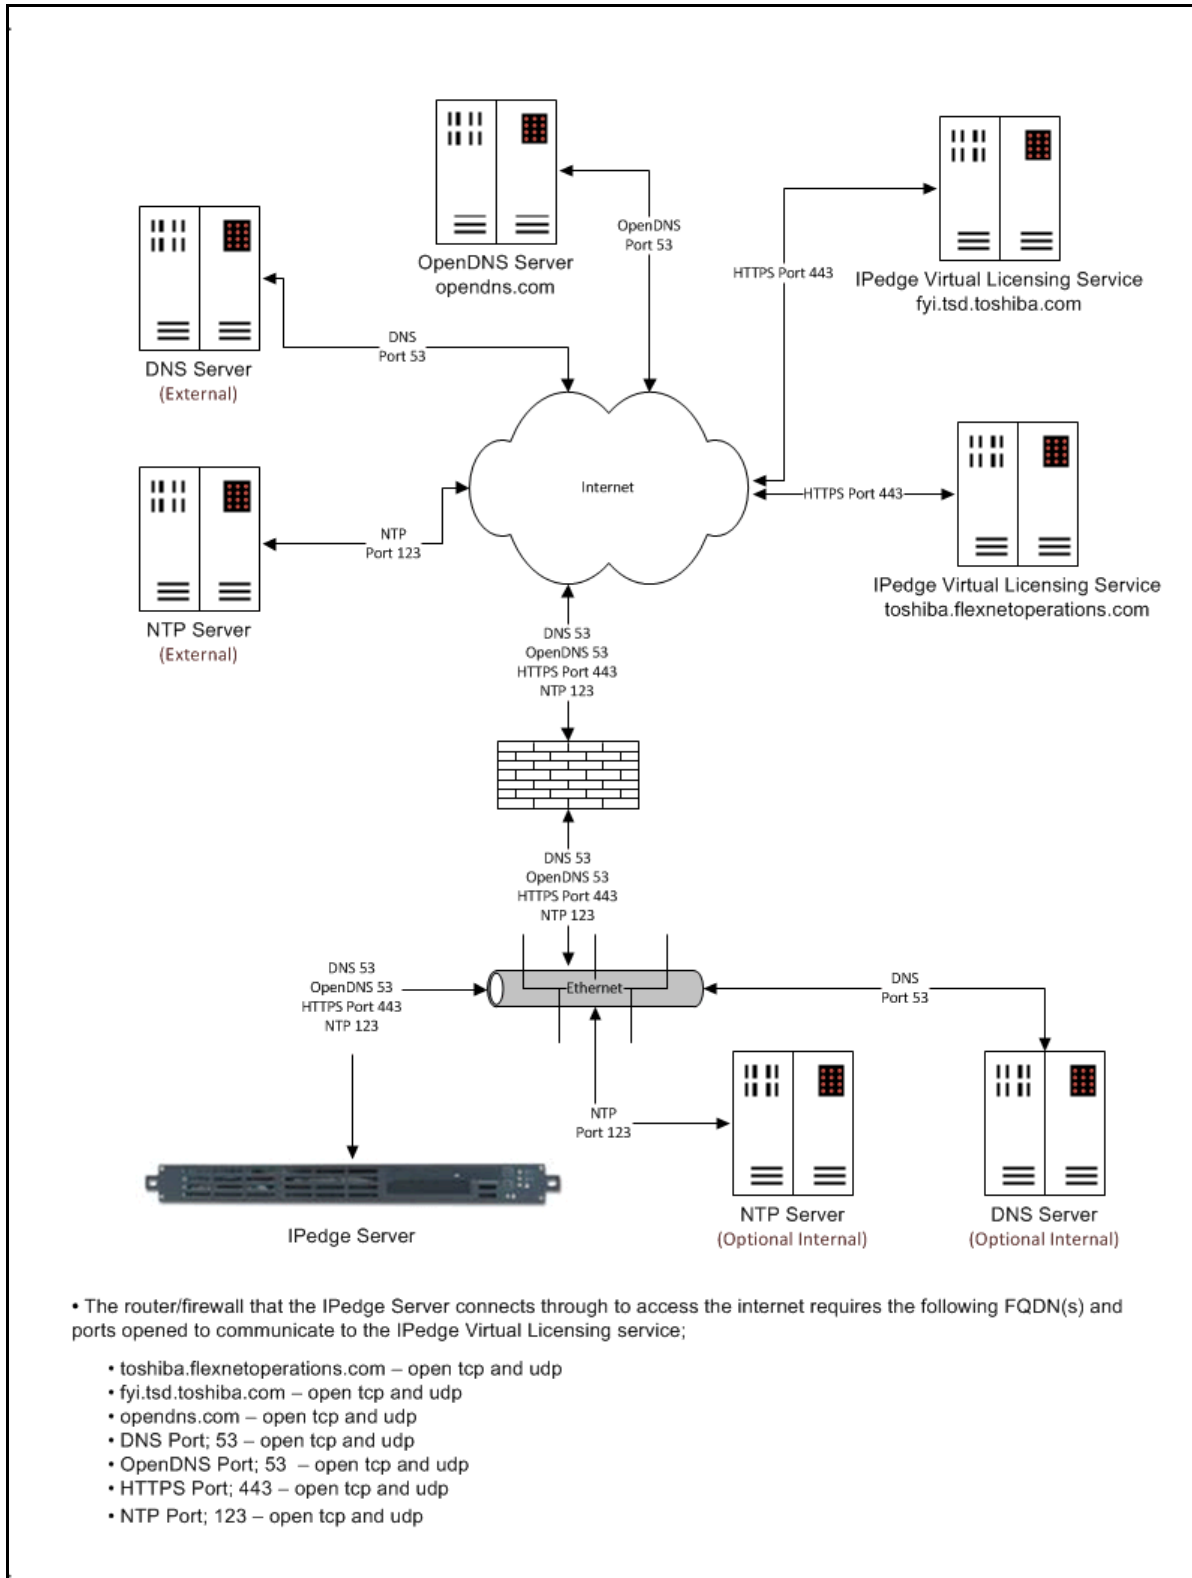 OpenDNS Server
opendns.com
OpenDNS
Port 53
HTTPS Port 443
IPedge Virtual Licensing Service
fyi.tsd.toshiba.com
DNS Server
(External)
DNS
Port 53
Internet
HTTPS Port 443
IPedge Virtual Licensing Service
toshiba.flexnetoperations.com
NTP
Port 123
NTP Server
(External)
DNS 53
OpenDNS 53
HTTPS Port 443
NTP 123
DNS 53
OpenDNS 53
HTTPS Port 443
NTP 123
DNS 53
OpenDNS 53
HTTPS Port 443
NTP 123
Ethernet
DNS
Port 53
NTP
Port 123
IPedge Server
NTP Server
(Optional Internal)
DNS Server
(Optional Internal)
• The router/firewall that the IPedge Server connects through to access the internet requires the following FQDN(s) and
ports opened to communicate to the IPedge Virtual Licensing service;
• toshiba.flexnetoperations.com – open tcp and udp
• fyi.tsd.toshiba.com – open tcp and udp
• opendns.com – open tcp and udp
• DNS Port; 53 – open tcp and udp
• OpenDNS Port; 53 – open tcp and udp
• HTTPS Port; 443 – open tcp and udp
• NTP Port; 123 – open tcp and udp